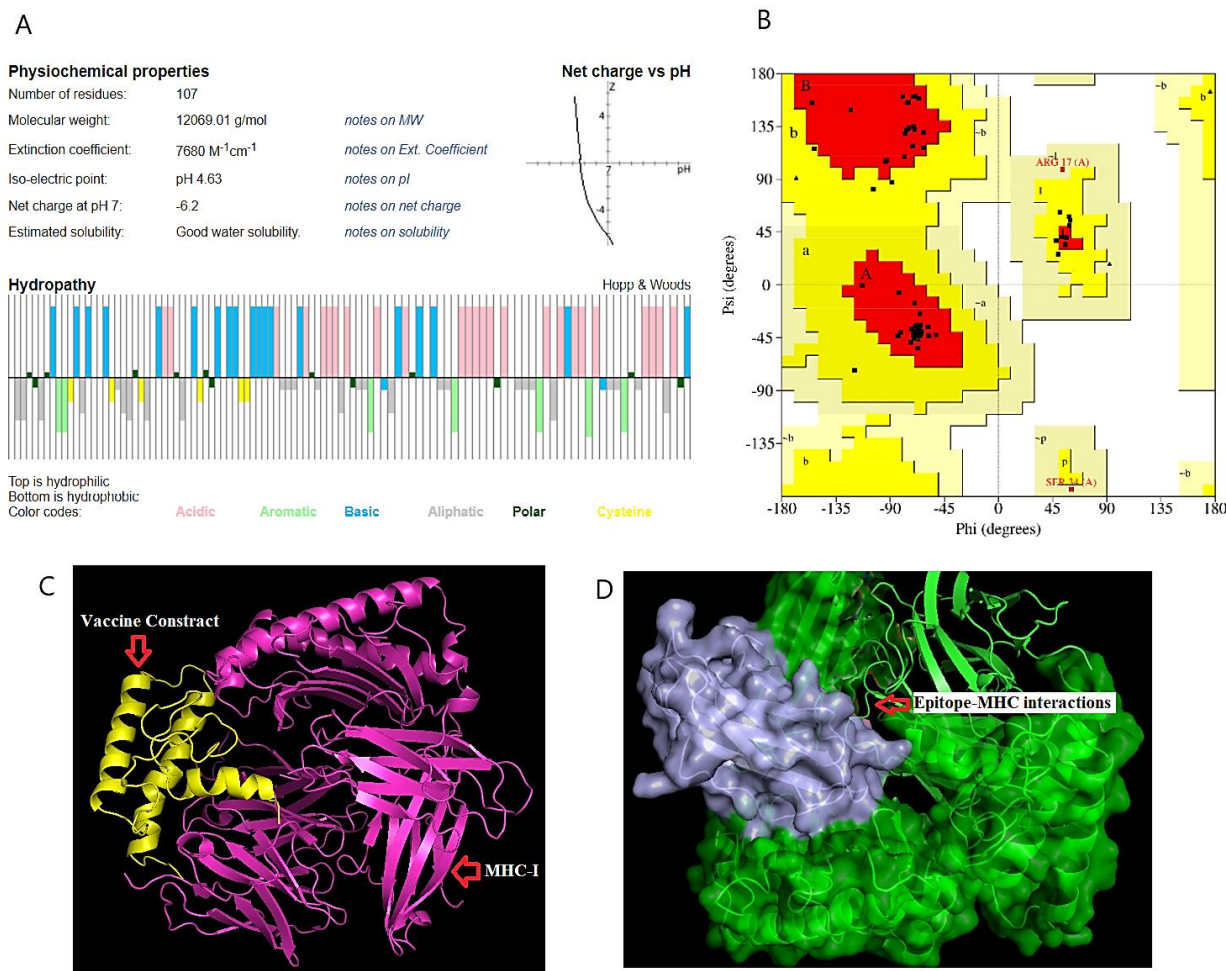 A
Physiochemical properties
Number of residues: 107
Molecular weight: 12069.01 g/mol notes on MW
Extinction coefficient: 7680 M-1cm-1 notes on Ext. Coefficient
Iso-electric point: pH 4.63 notes on pI
Net charge at pH 7: -6.2 notes on net charge
Estimated solubility: Good water solubility. notes on solubility
Net charge vs pH
Z
4
7
pH
-4
Hydropathy Hopp & Woods
Top is hydrophilic
Bottom is hydrophobic
Color codes: Acidic Aromatic Basic Aliphatic Polar Cysteine
B
180
135
90
45
0
-45
-90
-135
-180 -135 -90 -45 0 45 90 135 180
Psi (degrees)
Phi (degrees)
B
b
~b
~b
b
~l
ARG 17 (A)
l
a
A
~a
~b
b
~p
p
SER 34 (A)
~b
C
Vaccine Constract
MHC-I
D
Epitope-MHC interactions